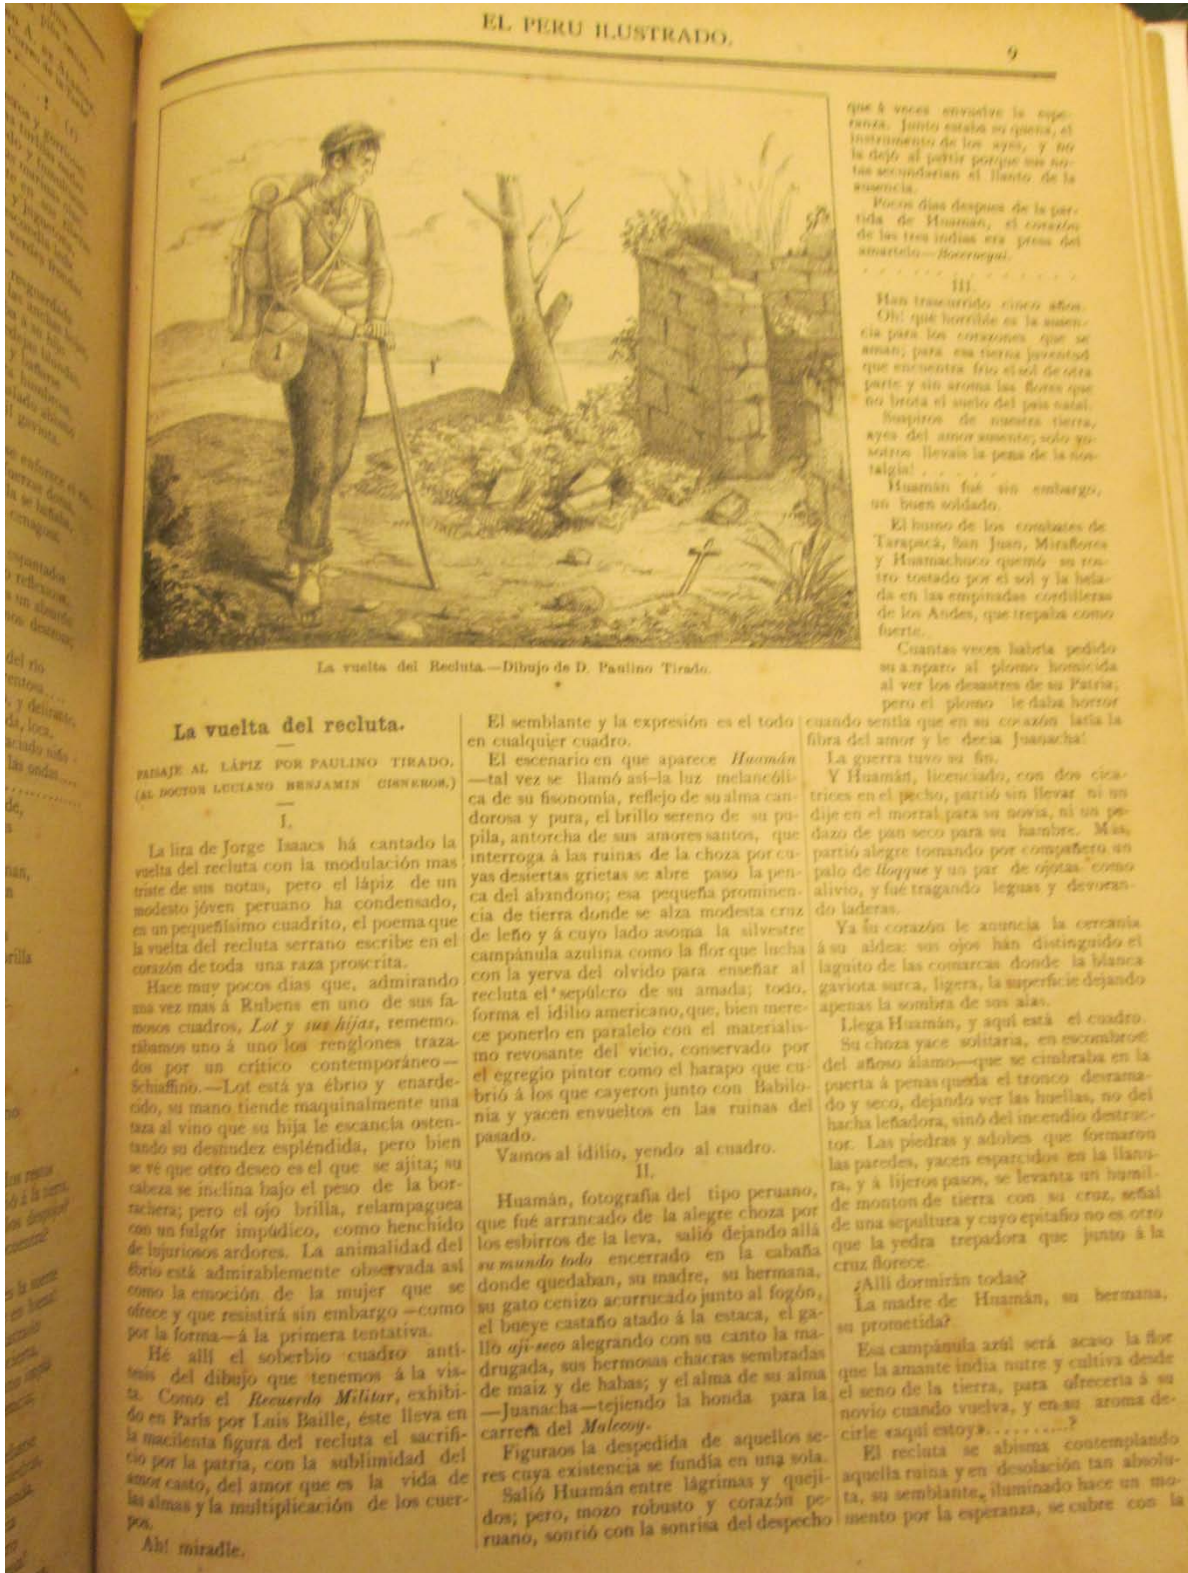 EL PERU ILUSTRADO.
9
La vuelta del Recluta.—Dibujo de D. Paulino Tirado.
La vuelta del recluta.
PAISAJE AL LÁPIZ POR PAULINO TIRADO.
(AL DOCTOR LUCIANO BENJAMIN CISNEROS.)
I.
La lira de Jorge Isaacs há cantado la
vuelta del recluta con la modulación mas
triste de sus notas, pero el lápiz de un
modesto jóven peruano ha condensado,
es un pequeñísimo cuadrito, el poema que
la vuelta del recluta serrano escribe en el
corazón de toda una raza proscrita.
Hace muy pocos dias que, admirando
una vez mas á Rubens en uno de sus fa-
mosos cuadros, Lot y sus hijas, rememo-
rábamos uno á uno los renglones traza-
dos por un crítico contemporáneo—
Schiaffino.—Lot está ya ébrio y enarde-
cido, su mano tiende maquinalmente una
taza al vino que su hija le escancía osten-
tando su desnudez espléndida, pero bien
se vé que otro deseo es el que se ajita; su
cabeza se inclina bajo el peso de la bor-
rachera; pero el ojo brilla, relampaguea
con un fulgór impúdico, como henchido
de lujuriosos ardores. La animalidad del
ébrio está admirablemente observada así
como la emoción de la mujer que se
ofrece y que resistirá sin embargo—como
por la forma—á la primera tentativa.
Hé allí el soberbio cuadro antí-
tesis del dibujo que tenemos á la vis-
ta. Como el Recuerdo Militar, exhibi-
do en París por Luis Baille, éste lleva en
la macilenta figura del recluta el sacrifi-
cio por la patria, con la sublimidad del
amor casto, del amor que es la vida de
las almas y la multiplicación de los cuer-
pos.
Ah! miradle.
El semblante y la expresión es el todo
en cualquier cuadro.
El escenario en que aparece Huamán
—tal vez se llamó así—la luz melancóli-
ca de su fisonomía, reflejo de su alma can-
dorosa y pura, el brillo sereno de su pu-
pila, antorcha de sus amores santos, que
interroga á las ruinas de la choza por cu-
yas desiertas grietas se abre paso la pen-
ca del abandono; esa pequeña prominen-
cia de tierra donde se alza modesta cruz
de leño y á cuyo lado asoma la silvestre
campánula azulina como la flor que lucha
con la yerva del olvido para enseñar al
recluta el sepúlcro de su amada; todo,
forma el idilio americano, que, bien mere-
ce ponerlo en paralelo con el materialis-
mo revosante del vicio, conservado por
el egregio pintor como el harapo que cu-
brió á los que cayeron junto con Babilo-
nia y yacen envueltos en las ruinas del
pasado.
Vamos al idilio, yendo al cuadro.
II.
Huamán, fotografía del tipo peruano,
que fué arrancado de la alegre choza por
los esbirros de la leva, salió dejando allá
su mundo todo encerrado en la cabaña
donde quedaban, su madre, su hermana,
su gato cenizo acurrucado junto al fogón,
el bueye castaño atado á la estaca, el ga-
lló ají-seco alegrando con su canto la ma-
drugada, sus hermosas chacras sembradas
de maiz y de habas; y el alma de su alma
—Juanacha—tejiendo la honda para la
carrera del Malccoy.
Figuraos la despedida de aquellos se-
res cuya existencia se fundía en una sola.
Salió Huamán entre lágrimas y queji-
dos; pero, mozo robusto y corazón pe-
ruano, sonrió con la sonrisa del despecho
que á veces envuelve la espe-
ranza. Junto estaba su quena, el
instrumento de los ayes, y no
la dejó al partir porque sus no-
tas secundarian el llanto de la
ausencia.
Pocos dias despues de la par-
tida de Huamán, el corazón
de las tres indias era presa del
amartelo—
III.
Han trascurrido cinco años.
Oh! qué horrible es la ausen-
cia para los corazones que se
aman; para esa tierna juventud
que encuentra frio el sol de otra
parte y sin aroma las flores que
no brota el suelo del pais natal.
Suspiros de nuestra tierra,
ayes del amor ausente; solo vo-
sotros llevais la pena de la nos-
talgia! . . . . .
Huamán fué sin embargo,
un buen soldado.
El humo de los combates de
Tarapacá, San Juan, Miraflores
y Huamachuco quemó su ros-
tro tostado por el sol y la hela-
da en las empinadas cordilleras
de los Andes, que trepaba como
fuerte.
Cuantas veces habria pedido
su amparo al plomo homicida
al ver los desastres de su Patria;
pero el plomo le daba horror
cuando sentía que en su corazón latía la
fibra del amor y le decía Juanacha!
La guerra tuvo su fin.
Y Huamán, licenciado, con dos cica-
trices en el pecho, partió sin llevar ni un
dije en el morral para su novia, ni un pe-
dazo de pan seco para su hambre. Mas,
partió alegre tomando por compañero un
palo de lloqque y un par de ojotas como
alivio, y fué tragando leguas y devoran-
do laderas.
Ya su corazón le anuncia la cercanía
á su aldea: sus ojos han distinguido el
laguito de las comarcas donde la blanca
gaviota surca, ligera, la superficie dejando
apenas la sombra de sus alas.
Llega Huamán, y aquí está el cuadro.
Su choza yace solitaria, en escombros:
del añoso álamo—que se cimbraba en la
puerta á penas queda el tronco desrama-
do y seco, dejando ver las huellas, no del
hacha leñadora, sinó del incendio destruc-
tor. Las piedras y adobes que formaron
las paredes, yacen esparcidos en la llanu-
ra, y á lijeros pasos, se levanta un humil-
de monton de tierra con su cruz, señal
de una sepultura y cuyo epitafio no es otro
que la yedra trepadora que junto á la
cruz florece.
¿Allí dormirán todas?
La madre de Huamán, su hermana,
su prometida?
Esa campánula azúl será acaso la flor
que la amante india nutre y cultiva desde
el seno de la tierra, para ofrecerla á su
novio cuando vuelva, y en su aroma de-
cirle «aquí estoy».........?
El recluta se abisma contemplando
aquella ruina y en desolación tan absolu-
ta, su semblante, iluminado hace un mo-
mento por la esperanza, se cubre con la